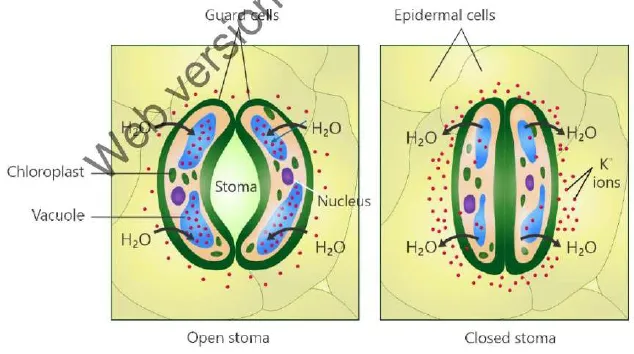 Guard cells
Epidermal cells
Web version
H₂O
H₂O
Chloroplast
Stoma
Nucleus
Vacuole
H₂O
H₂O
Open stoma
H₂O
H₂O
K⁺
ions
H₂O
H₂O
Closed stoma